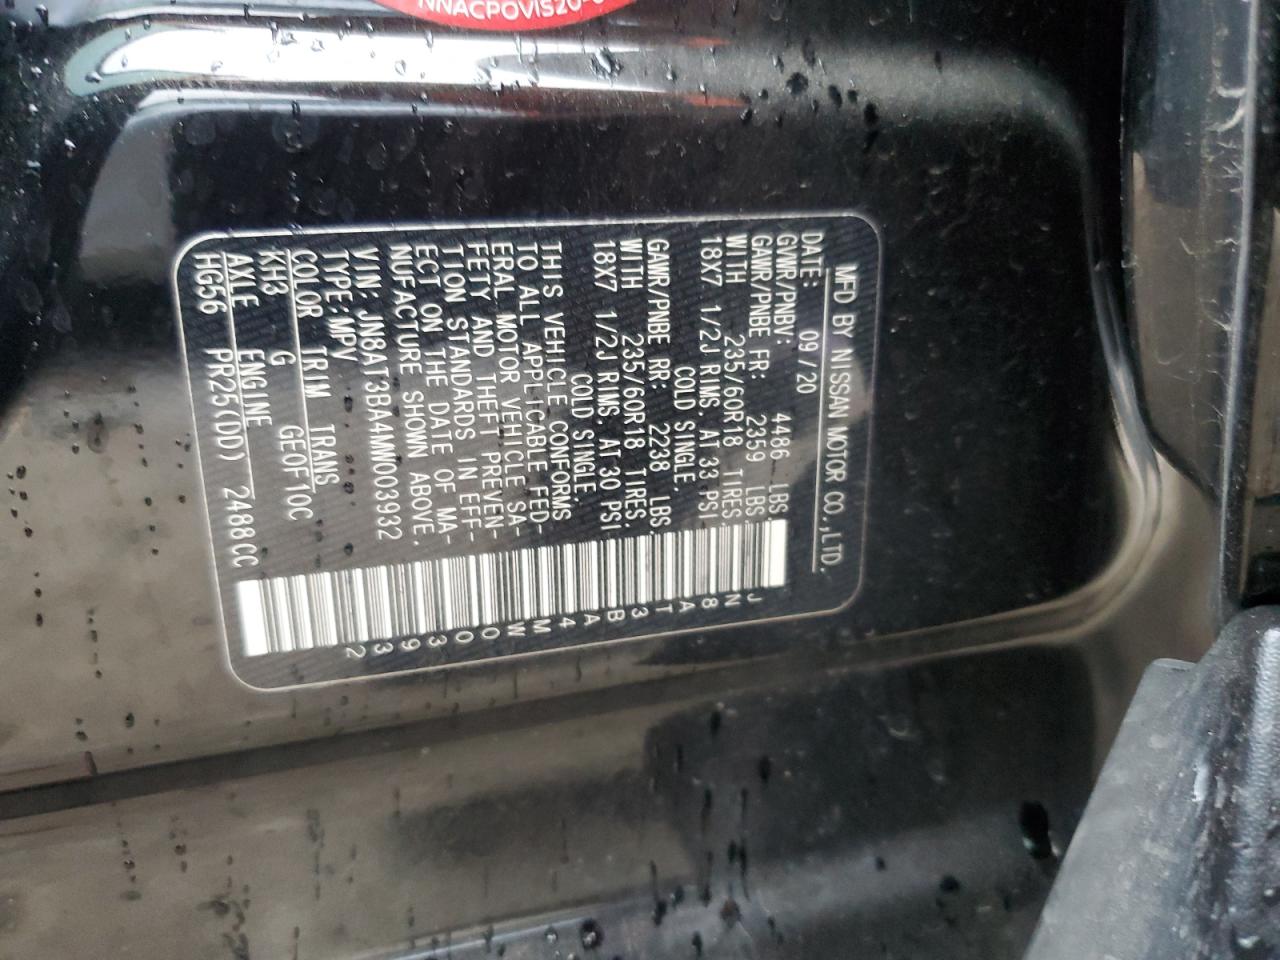 NNACPOVIS20-
MFD BY NISSAN MOTOR CO.,LTD.
DATE: 09/20
GVWR/PNBV: 4486 LBS
GAWR/PNBE FR: 2359 LBS
WITH 235/60R18 TIRES,
18X7 1/2J RIMS, AT 33 PSI
COLD SINGLE,
GAWR/PNBE RR: 2238 LBS
WITH 235/60R18 TIRES,
18X7 1/2J RIMS, AT 30 PSI
COLD SINGLE,
THIS VEHICLE CONFORMS
TO ALL APPLICABLE FED-
ERAL MOTOR VEHICLE SA-
FETY AND THEFT PREVEN-
TION STANDARDS IN EFF-
ECT ON THE DATE OF MA-
NUFACTURE SHOWN ABOVE.
VIN: JN8AT3BA4MW003932
TYPE:MPV
COLOR TRIM TRANS
KH3 G GE0F10C
AXLE ENGINE
HG56 PR25(DD) 2488CC
JN8AT3BA4MW003932